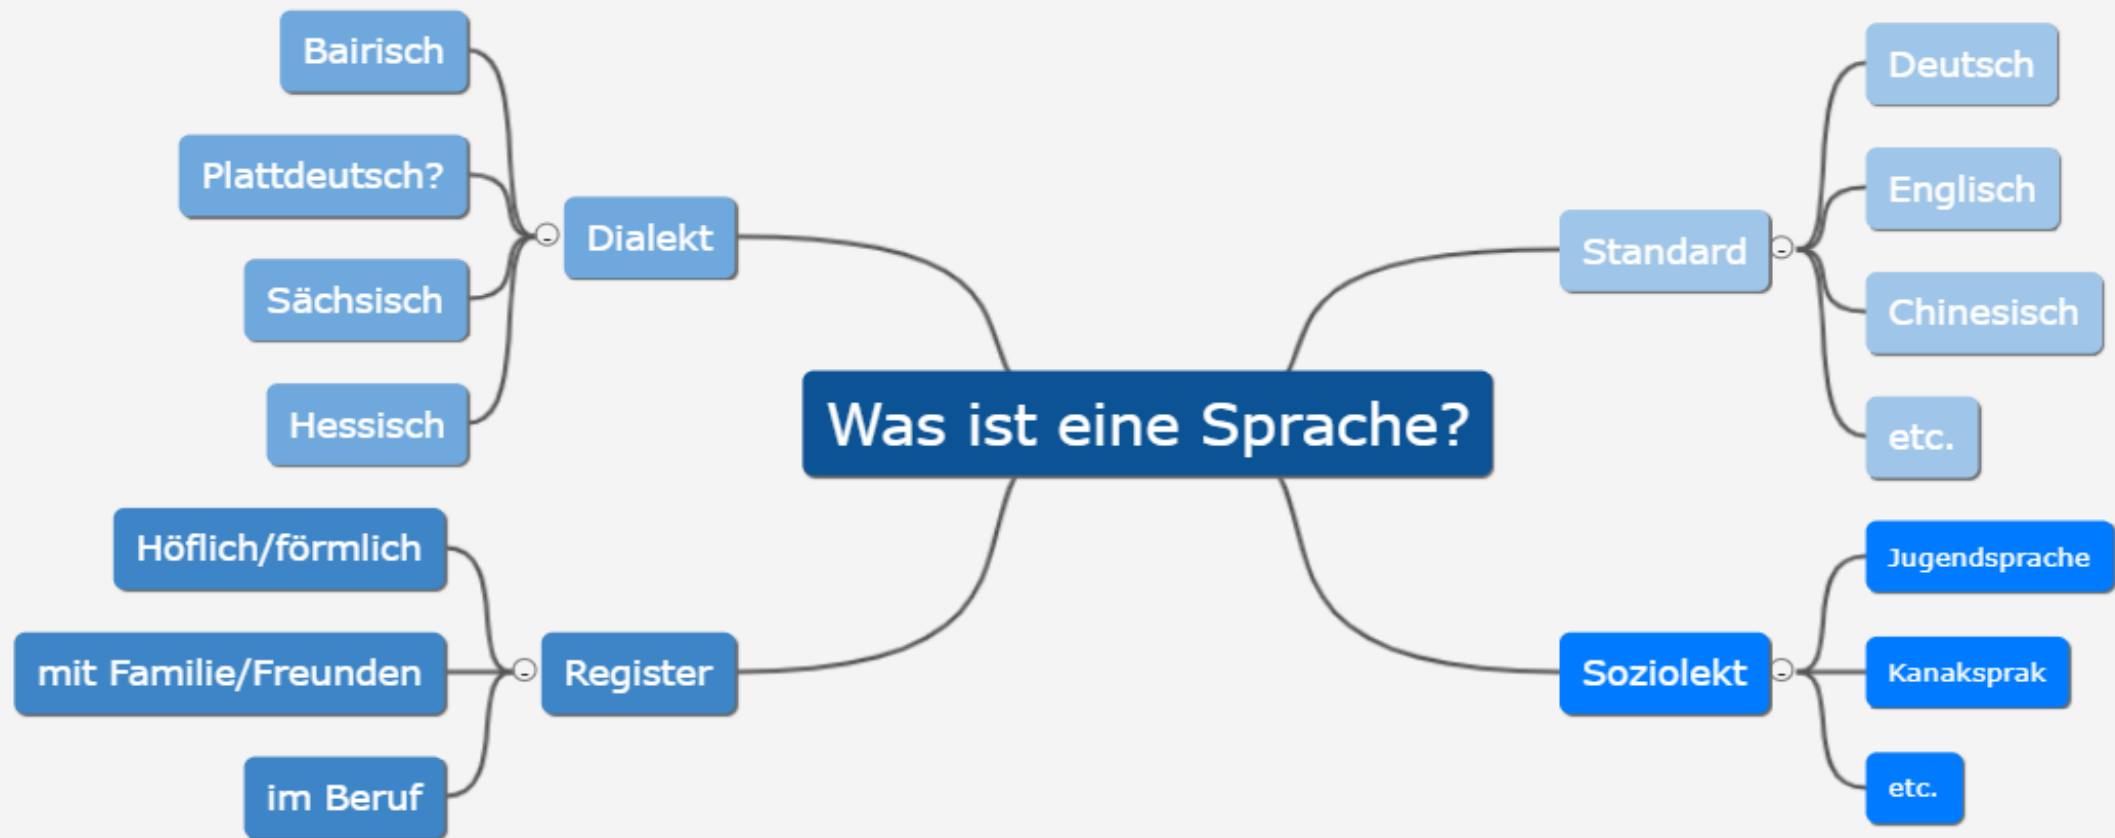 Was ist eine Sprache?
Dialekt
Bairisch
Plattdeutsch?
Sächsisch
Hessisch
Register
Höflich/förmlich
mit Familie/Freunden
im Beruf
Standard
Deutsch
Englisch
Chinesisch
etc.
Soziolekt
Jugendsprache
Kanaksprak
etc.